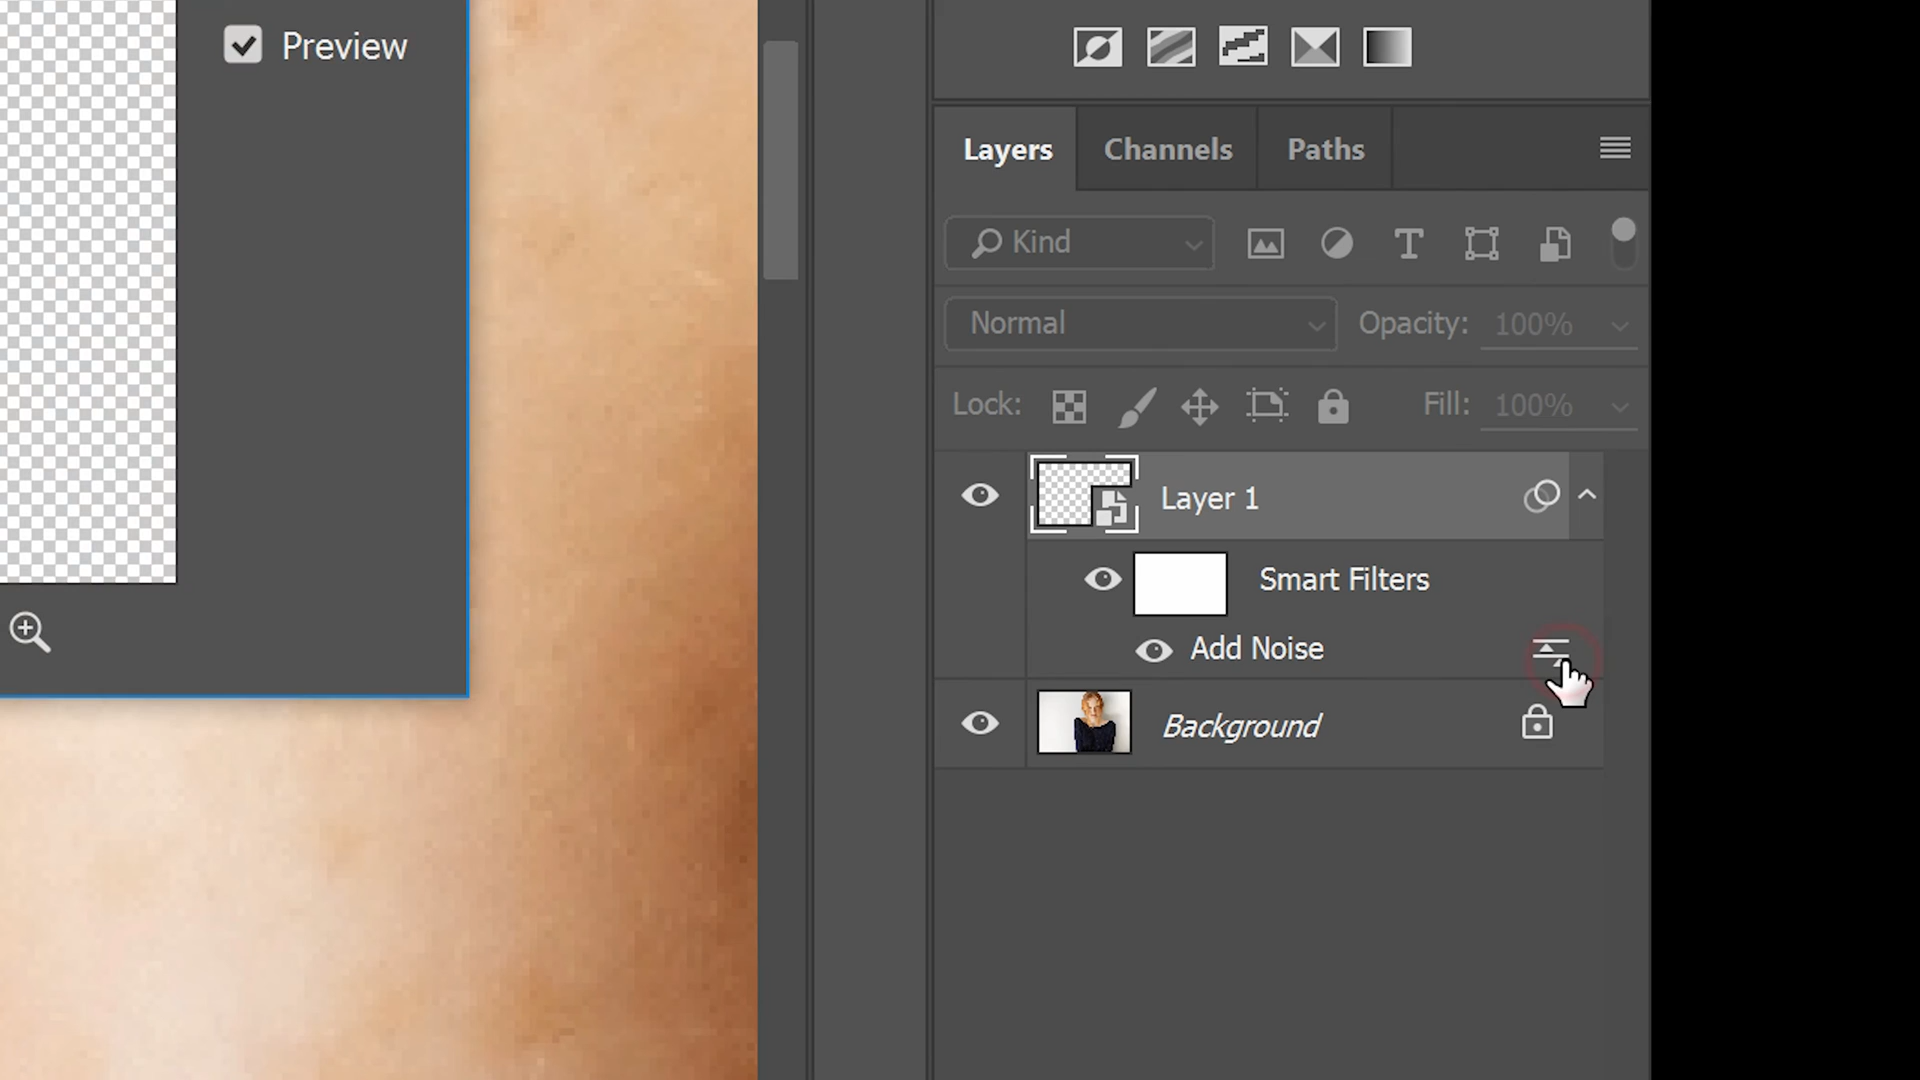 Preview
Layers Channels Paths
Kind
Normal Opacity: 100%
Lock: Fill: 100%
Layer 1
Smart Filters
Add Noise
Background